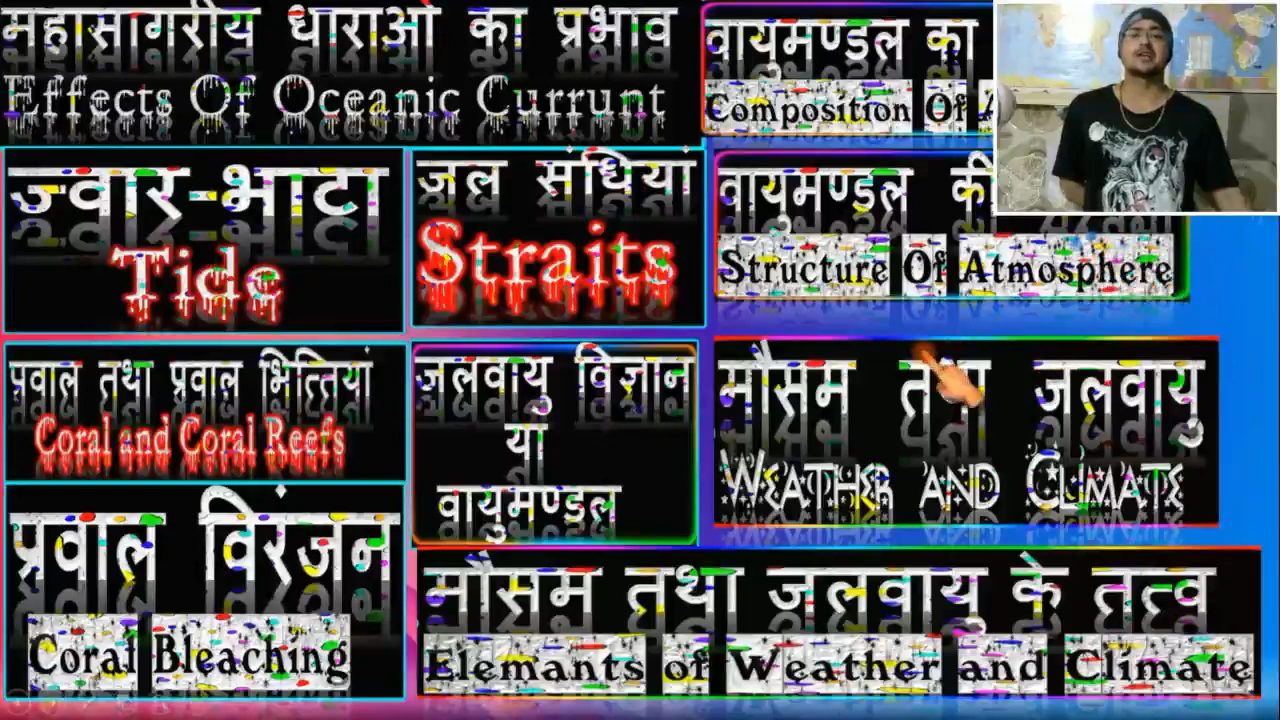 महासागरीय धाराओं का प्रभाव
Effects Of Oceanic Currunt
वायुमण्डल का
Composition Of
ज्वार-भाटा
Tide
जल संधियां
Straits
वायुमण्डल की
Structure Of Atmosphere
प्रवाल तथा प्रवाल भित्तियां
Coral and Coral Reefs
जलवायु विज्ञान
या
वायुमण्डल
मौसम तथा जलवायु
Weather and Climate
प्रवाल विरंजन
Coral Bleaching
मौसम तथा जलवायु के तत्व
Elemants of Weather and Climate